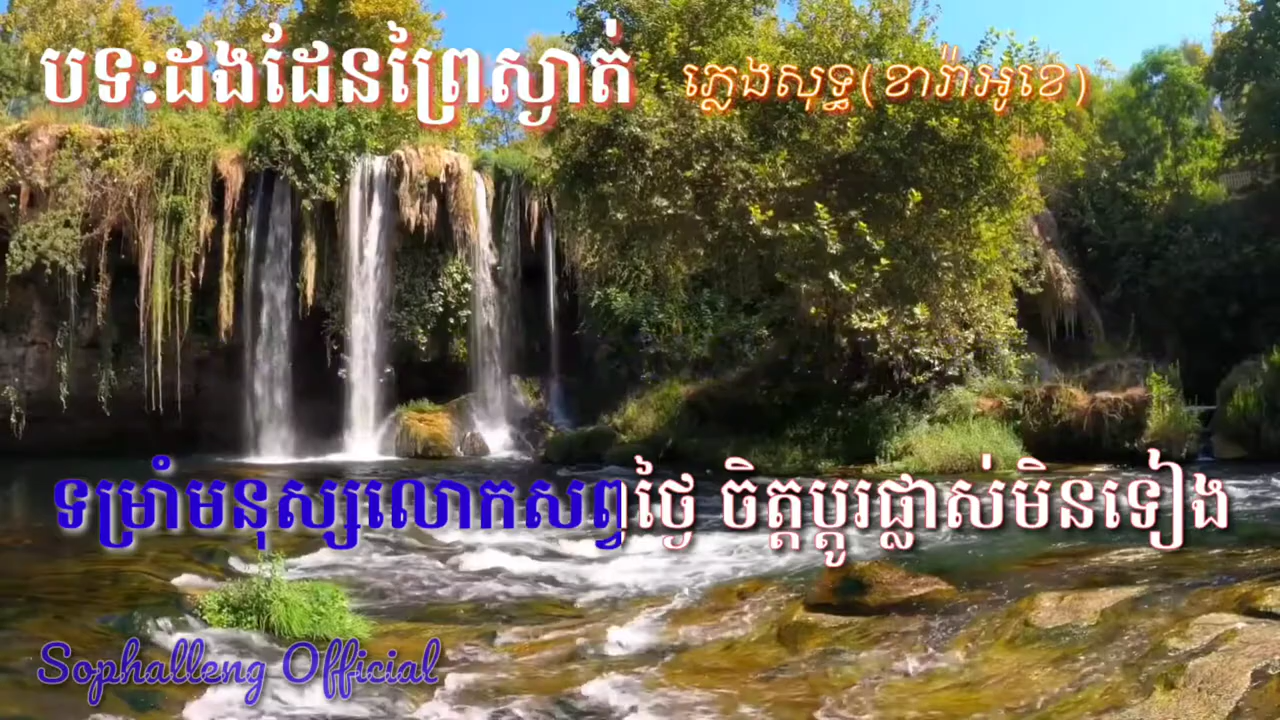 បទ:ដងដែនព្រៃស្ងាត់
ភ្លេងសុទ្ធ(ខារ៉ាអូខេ)
ទម្រាំមនុស្សលោកសព្វថ្ងៃ ចិត្តប្តូរផ្លាស់មិនទៀង
Sophalleng Official